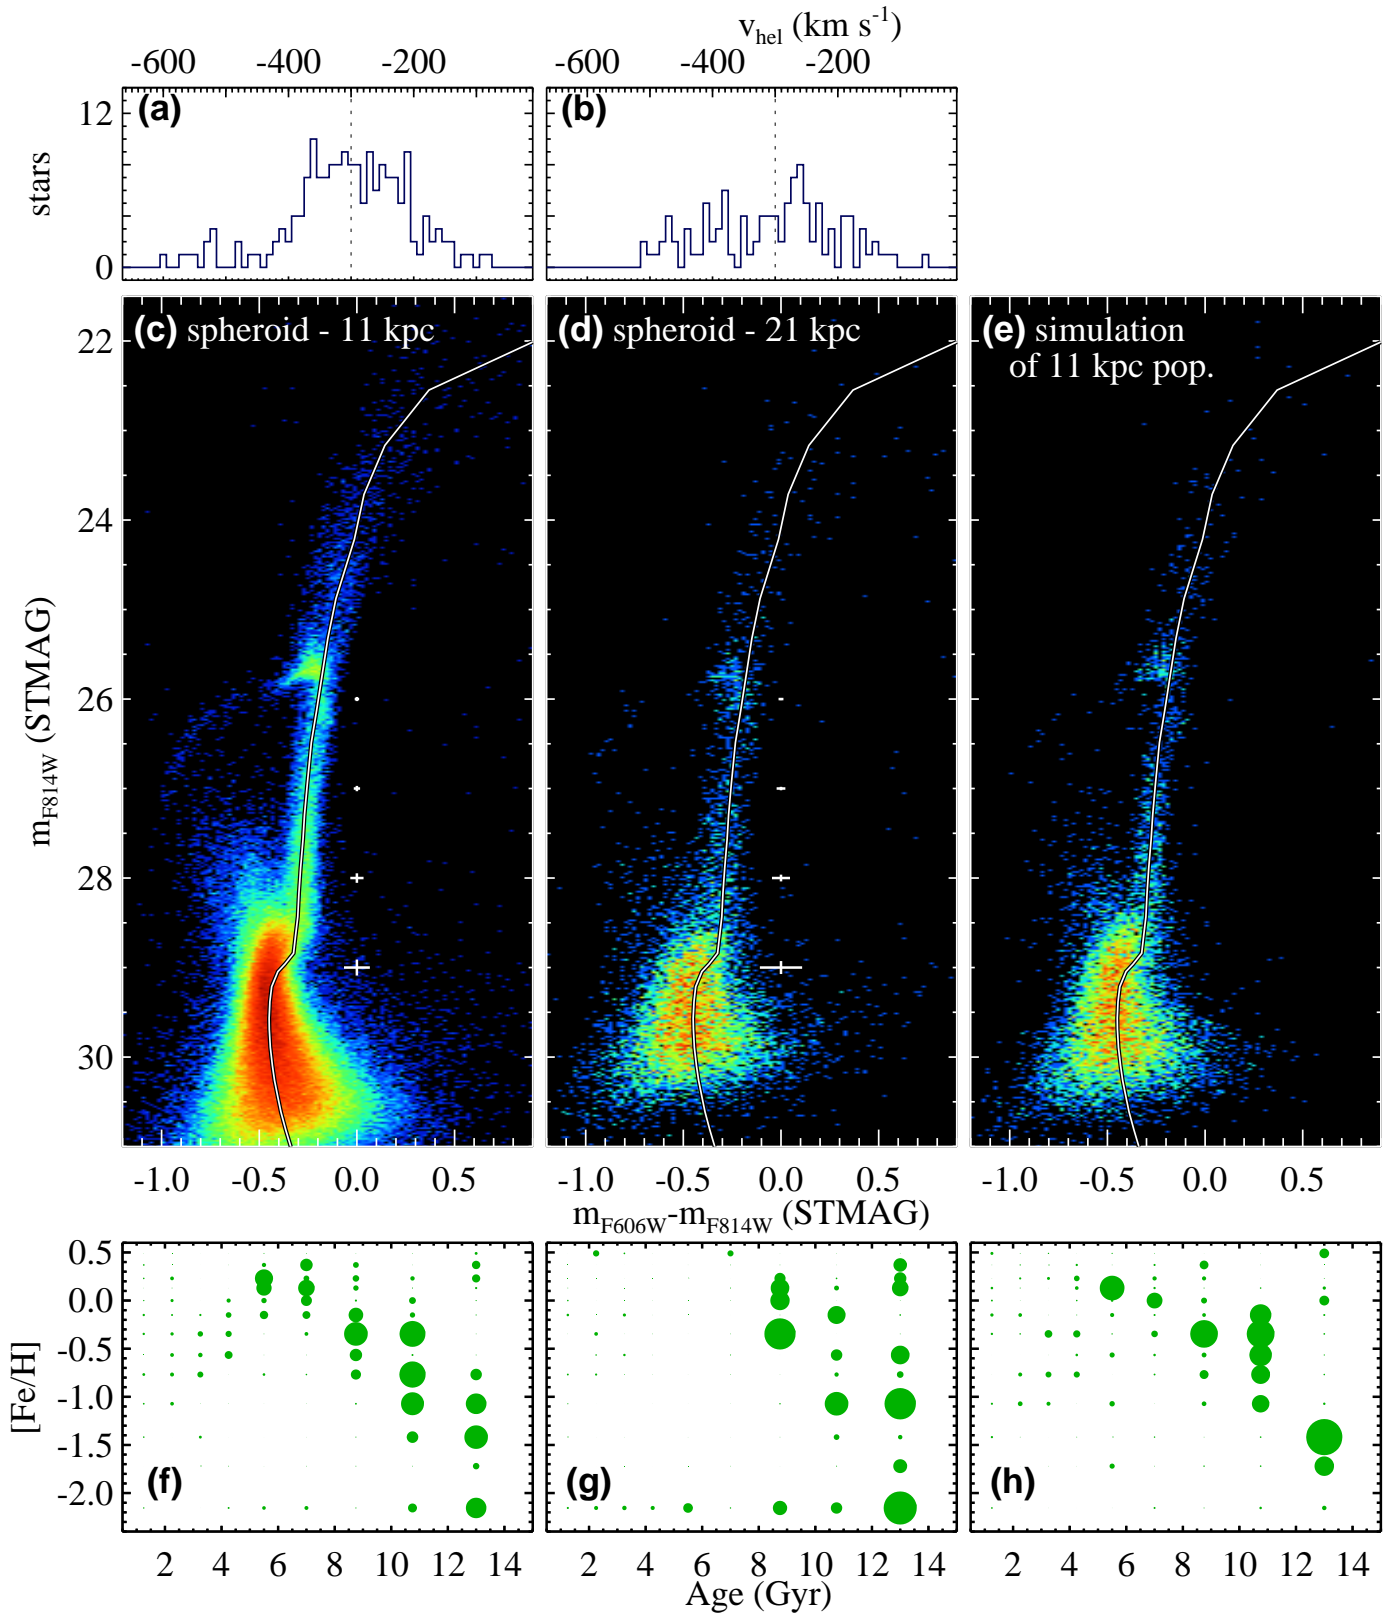 v_hel (km s^-1)
-600 -400 -200 -600 -400 -200
(a) (b)
12
0
stars
(c) spheroid - 11 kpc
(d) spheroid - 21 kpc
(e) simulation
of 11 kpc pop.
22
24
26
28
30
m_F814W (STMAG)
-1.0 -0.5 0.0 0.5 -1.0 -0.5 0.0 0.5 -1.0 -0.5 0.0 0.5
m_F606W-m_F814W (STMAG)
0.5
0.0
-0.5
-1.0
-1.5
-2.0
[Fe/H]
(f) (g) (h)
2 4 6 8 10 12 14 2 4 6 8 10 12 14 2 4 6 8 10 12 14
Age (Gyr)